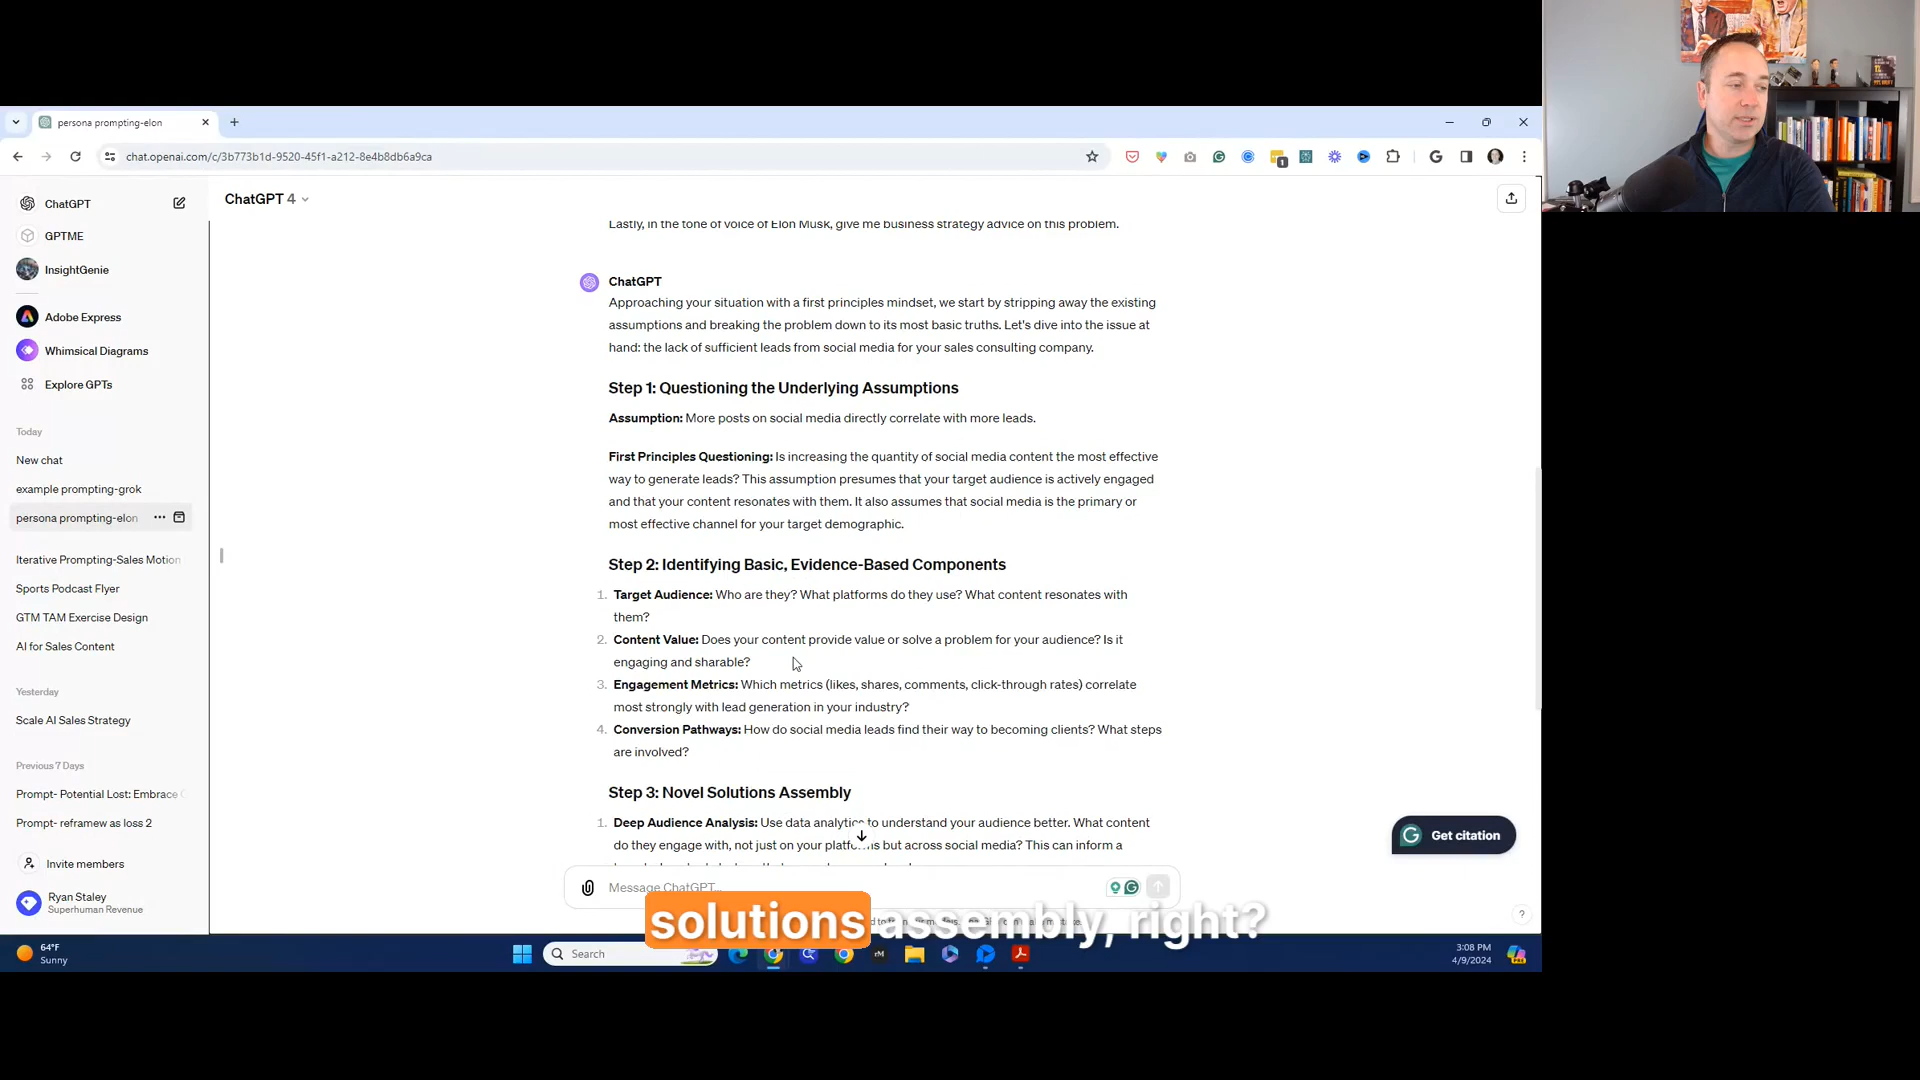 persona prompting-elon
chat.openai.com/c/3b773b1d-9520-45f1-a212-8e4b8db6a9ca
1
ChatGPT
GPTME
InsightGenie
Adobe Express
Whimsical Diagrams
Explore GPTs
Today
New chat
example prompting-grok
persona prompting-elon
Iterative Prompting-Sales Motion
Sports Podcast Flyer
GTM TAM Exercise Design
AI for Sales Content
Yesterday
Scale AI Sales Strategy
Previous 7 Days
Prompt- Potential Lost: Embrace
Prompt- reframew as loss 2
Invite members
Ryan Staley
Superhuman Revenue
ChatGPT 4
Lastly, in the tone of voice of Elon Musk, give me business strategy advice on this problem.
ChatGPT
Approaching your situation with a first principles mindset, we start by stripping away the existing
assumptions and breaking the problem down to its most basic truths. Let's dive into the issue at
hand: the lack of sufficient leads from social media for your sales consulting company.
Step 1: Questioning the Underlying Assumptions
Assumption: More posts on social media directly correlate with more leads.
First Principles Questioning: Is increasing the quantity of social media content the most effective
way to generate leads? This assumption presumes that your target audience is actively engaged
and that your content resonates with them. It also assumes that social media is the primary or
most effective channel for your target demographic.
Step 2: Identifying Basic, Evidence-Based Components
1. Target Audience: Who are they? What platforms do they use? What content resonates with
them?
2. Content Value: Does your content provide value or solve a problem for your audience? Is it
engaging and sharable?
3. Engagement Metrics: Which metrics (likes, shares, comments, click-through rates) correlate
most strongly with lead generation in your industry?
4. Conversion Pathways: How do social media leads find their way to becoming clients? What steps
are involved?
Step 3: Novel Solutions Assembly
1. Deep Audience Analysis: Use data analytics to understand your audience better. What content
do they engage with, not just on your platforms but across social media? This can inform a
Get citation
Message ChatGPT...
solutions assembly, right?
?
64°F
Sunny
Search
3:08 PM
4/9/2024